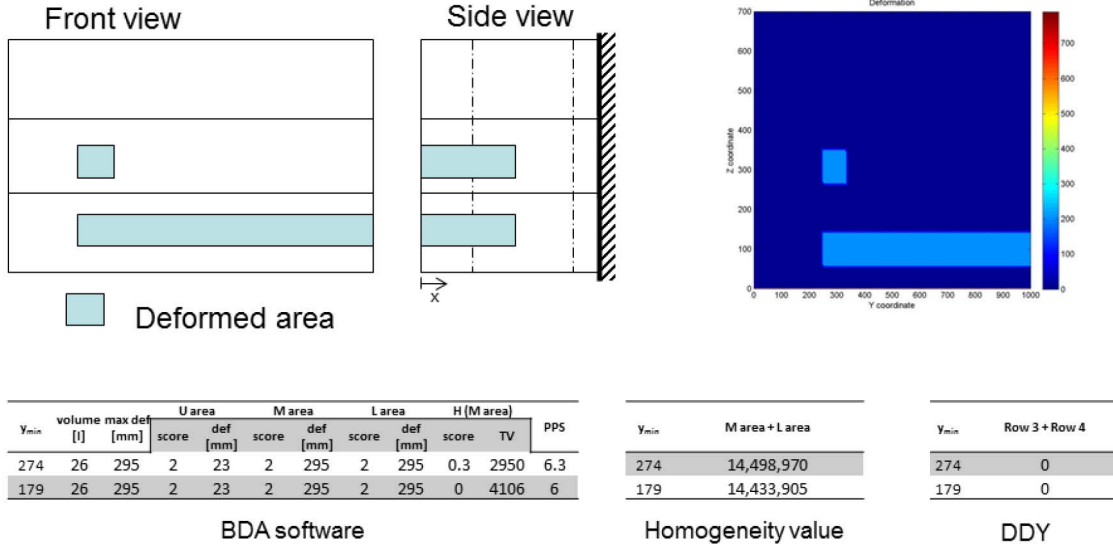 Front view
Side view
x
Deformed area
Deformation
700
600
500
400
300
200
100
0
Z coordinate
0 100 200 300 400 500 600 700 800 900 1000
Y coordinate
700
600
500
400
300
200
100
0
ymin volume [l] max def [mm] U area M area L area H (M area) PPS
score def [mm] score def [mm] score def [mm] score TV
274 26 295 2 23 2 295 2 295 0.3 2950 6.3
179 26 295 2 23 2 295 2 295 0 4106 6
BDA software
ymin M area + L area
274 14,498,970
179 14,433,905
Homogeneity value
ymin Row 3 + Row 4
274 0
179 0
DDY